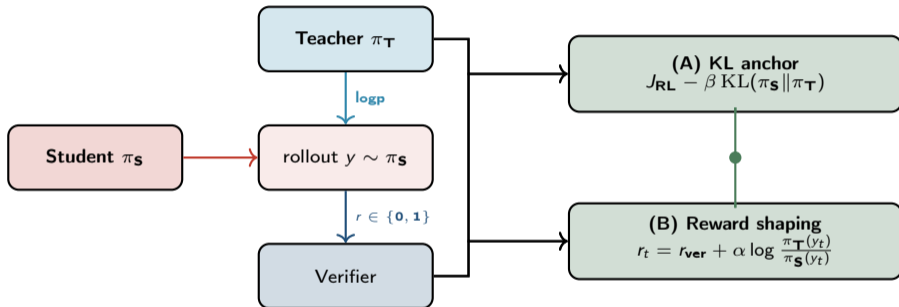 Teacher π_T
logp
Student π_S
rollout y ∼ π_S
r ∈ {0, 1}
Verifier
(A) KL anchor
J_RL − β KL(π_S‖π_T)
(B) Reward shaping
r_t = r_ver + α log π_T(y_t)/π_S(y_t)